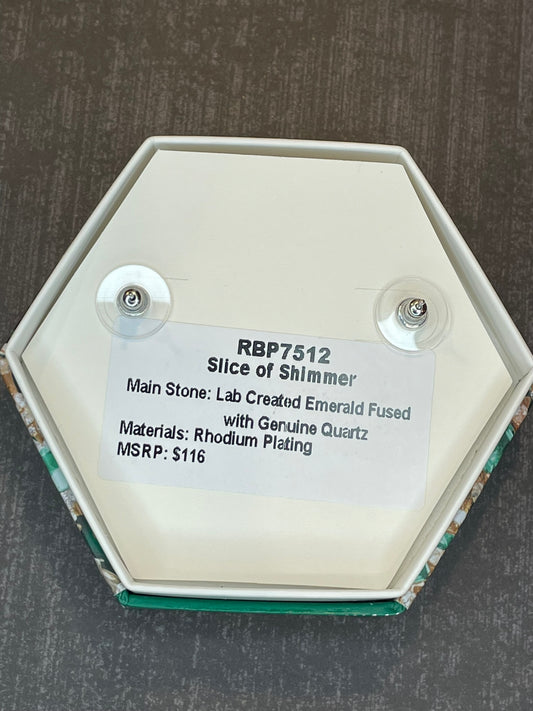 RBP7512
Slice of Shimmer
Main Stone: Lab Created Emerald Fused
with Genuine Quartz
Materials: Rhodium Plating
MSRP: $116